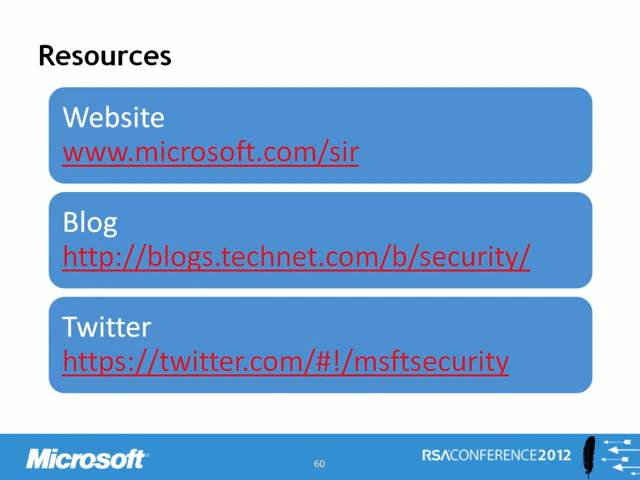 Resources
Website
www.microsoft.com/sir
Blog
http://blogs.technet.com/b/security/
Twitter
https://twitter.com/#!/msftsecurity
Microsoft
60
RSACONFERENCE2012